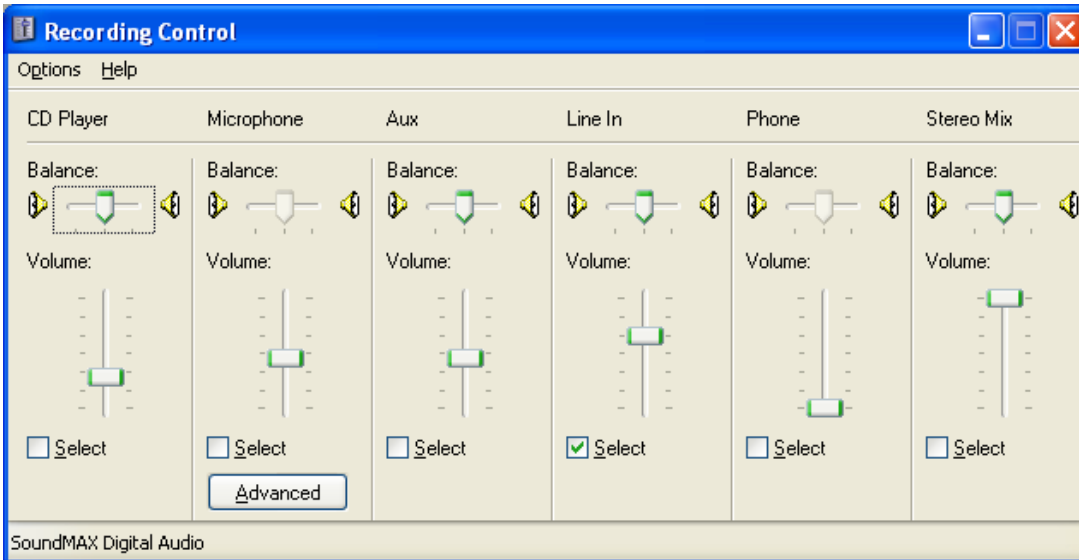 Recording Control
Options Help
CD Player Microphone Aux Line In Phone Stereo Mix
Balance: Balance: Balance: Balance: Balance: Balance:
Volume: Volume: Volume: Volume: Volume: Volume:
Select Select Select Select Select Select
Advanced
SoundMAX Digital Audio